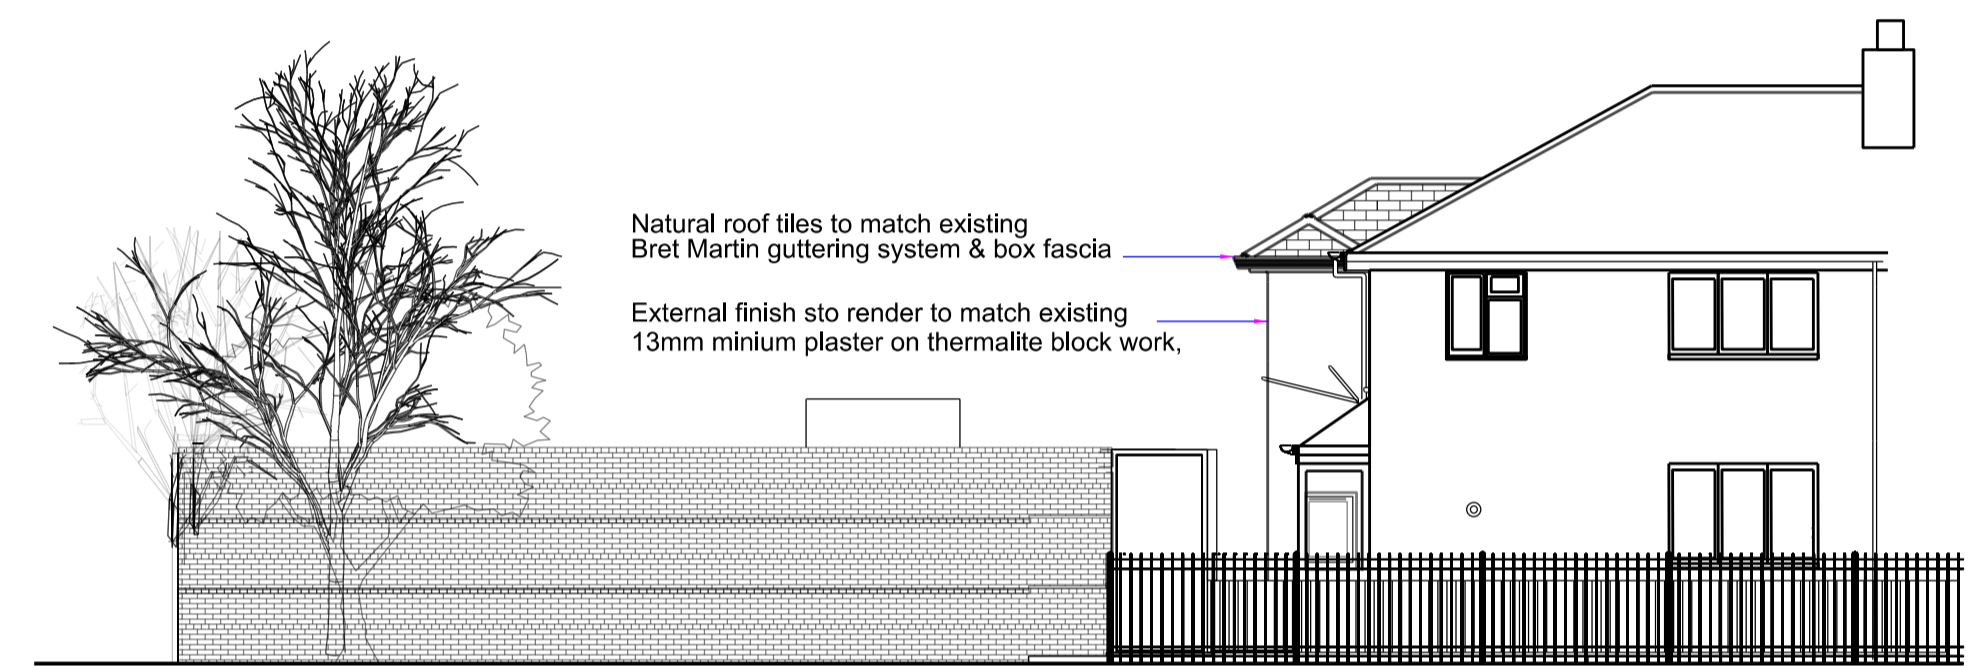 Natural roof tiles to match existing
Bret Martin guttering system & box fascia
External finish sto render to match existing
13mm minium plaster on thermalite block work,